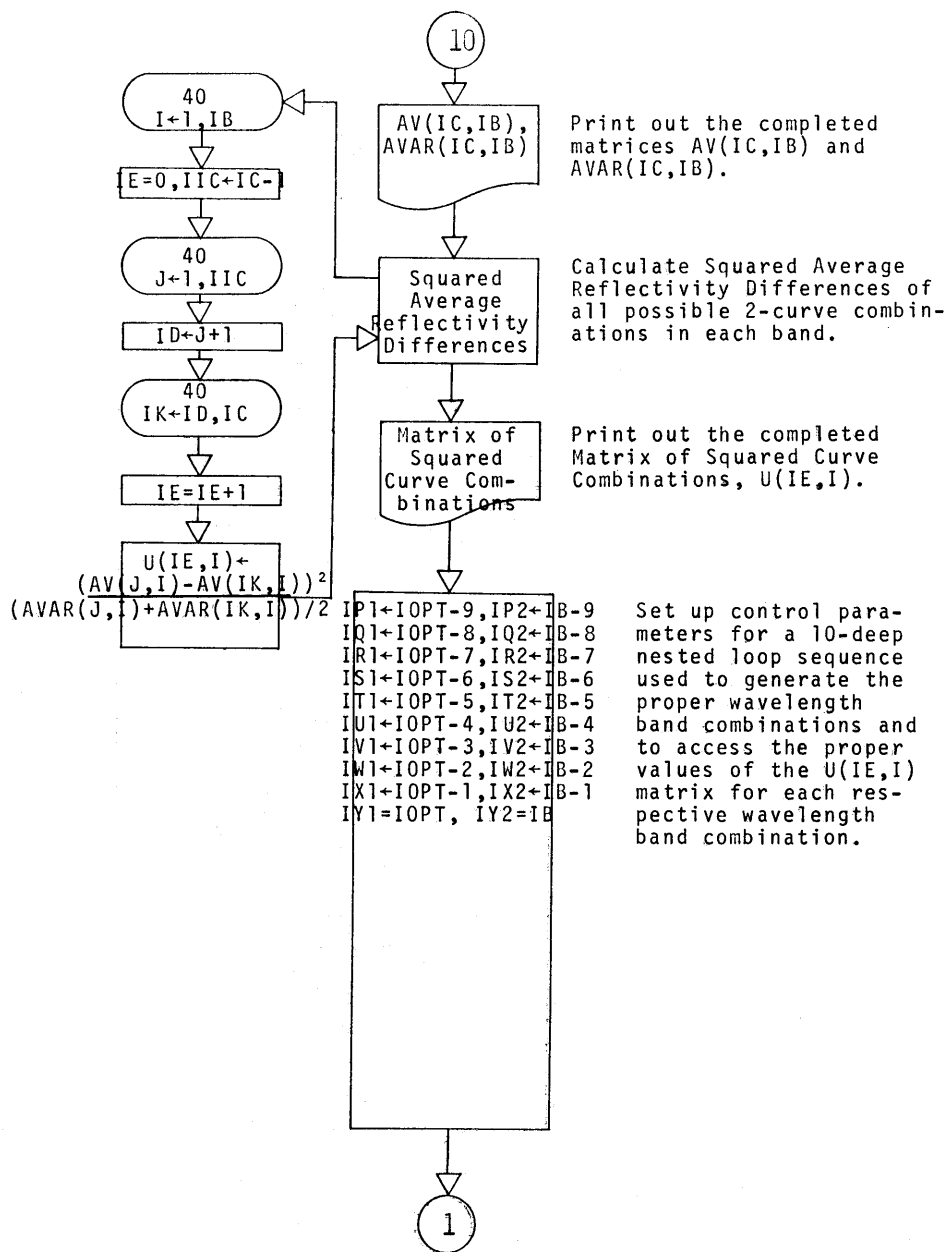 10
AV(IC,IB),
AVAR(IC,IB)
Print out the completed
matrices AV(IC,IB) and
AVAR(IC,IB).
40
I←1,IB
IE=0,IIC←IC-1
40
J←1,IIC
ID←J+1
40
IK←ID,IC
IE=IE+1
U(IE,I)←
(AV(J,I)-AV(IK,I))²
(AVAR(J,I)+AVAR(IK,I))/2
Squared
Average
Reflectivity
Differences
Calculate Squared Average
Reflectivity Differences of
all possible 2-curve combin-
ations in each band.
Matrix of
Squared
Curve Com-
binations
Print out the completed
Matrix of Squared Curve
Combinations, U(IE,I).
IP1←IOPT-9,IP2←IB-9
IQ1←IOPT-8,IQ2←IB-8
IR1←IOPT-7,IR2←IB-7
IS1←IOPT-6,IS2←IB-6
IT1←IOPT-5,IT2←IB-5
IU1←IOPT-4,IU2←IB-4
IV1←IOPT-3,IV2←IB-3
IW1←IOPT-2,IW2←IB-2
IX1←IOPT-1,IX2←IB-1
IY1=IOPT, IY2=IB
Set up control para-
meters for a 10-deep
nested loop sequence
used to generate the
proper wavelength
band combinations and
to access the proper
values of the U(IE,I)
matrix for each res-
pective wavelength
band combination.
1